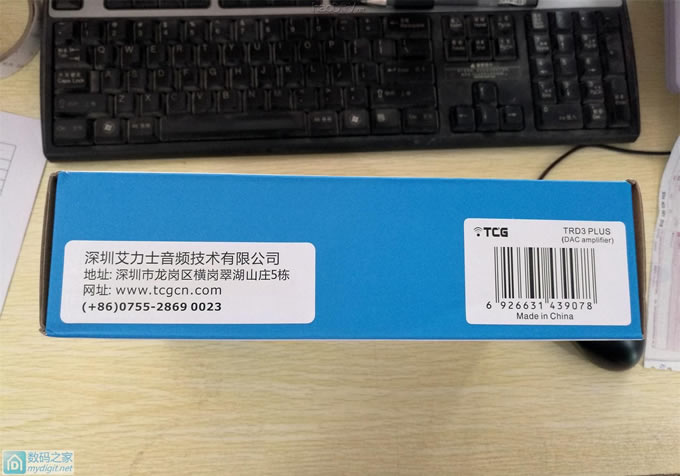 深圳艾力士音频技术有限公司
地址: 深圳市龙岗区横岗翠湖山庄5栋
网址: www.tcgcn.com
(+86)0755-2869 0023
TCG
TRD3 PLUS
(DAC amplifier)
6 926631 439078
Made in China
数码之家
mydigit.net